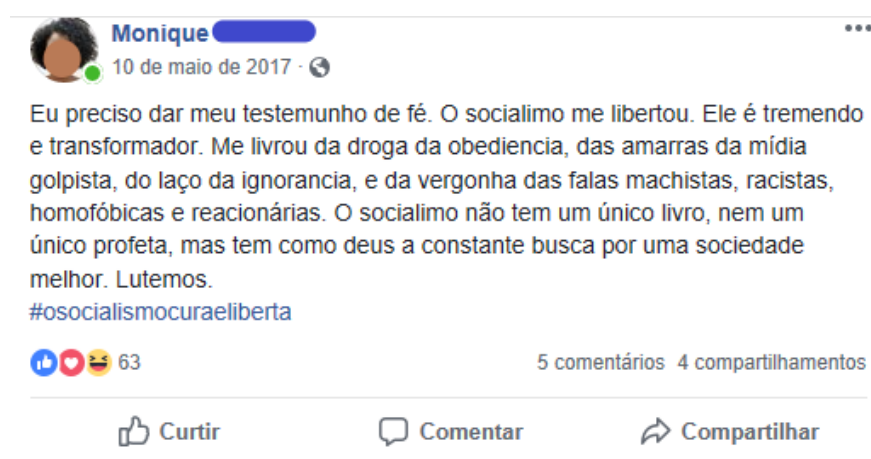 Monique
10 de maio de 2017 ·
Eu preciso dar meu testemunho de fé. O socialimo me libertou. Ele é tremendo
e transformador. Me livrou da droga da obediencia, das amarras da mídia
golpista, do laço da ignorancia, e da vergonha das falas machistas, racistas,
homofóbicas e reacionárias. O socialimo não tem um único livro, nem um
único profeta, mas tem como deus a constante busca por uma sociedade
melhor. Lutemos.
#osocialismocuraeliberta
63 5 comentários 4 compartilhamentos
Curtir Comentar Compartilhar